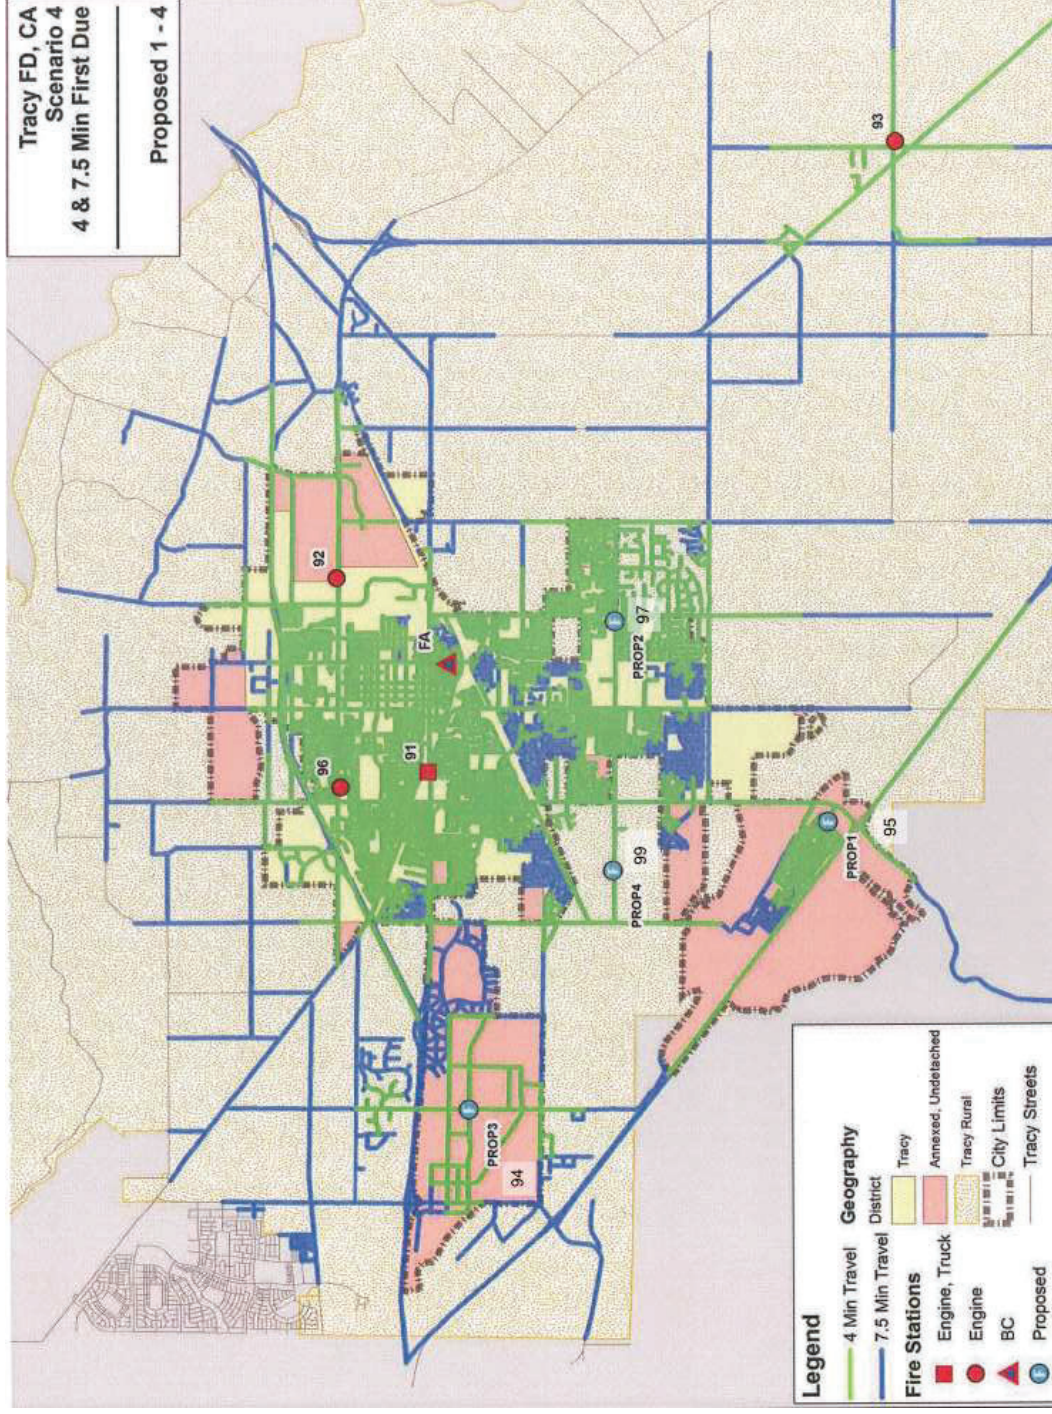 Tracy FD, CA
Scenario 4
4 & 7.5 Min First Due
Proposed 1 - 4
93
92
FA
97
PROP2
91
96
95
PROP1
99
PROP4
PROP3
94
Legend
4 Min Travel
7.5 Min Travel
Fire Stations
Engine, Truck
Engine
BC
Proposed
Geography
District
Tracy
Annexed, Undetached
Tracy Rural
City Limits
Tracy Streets